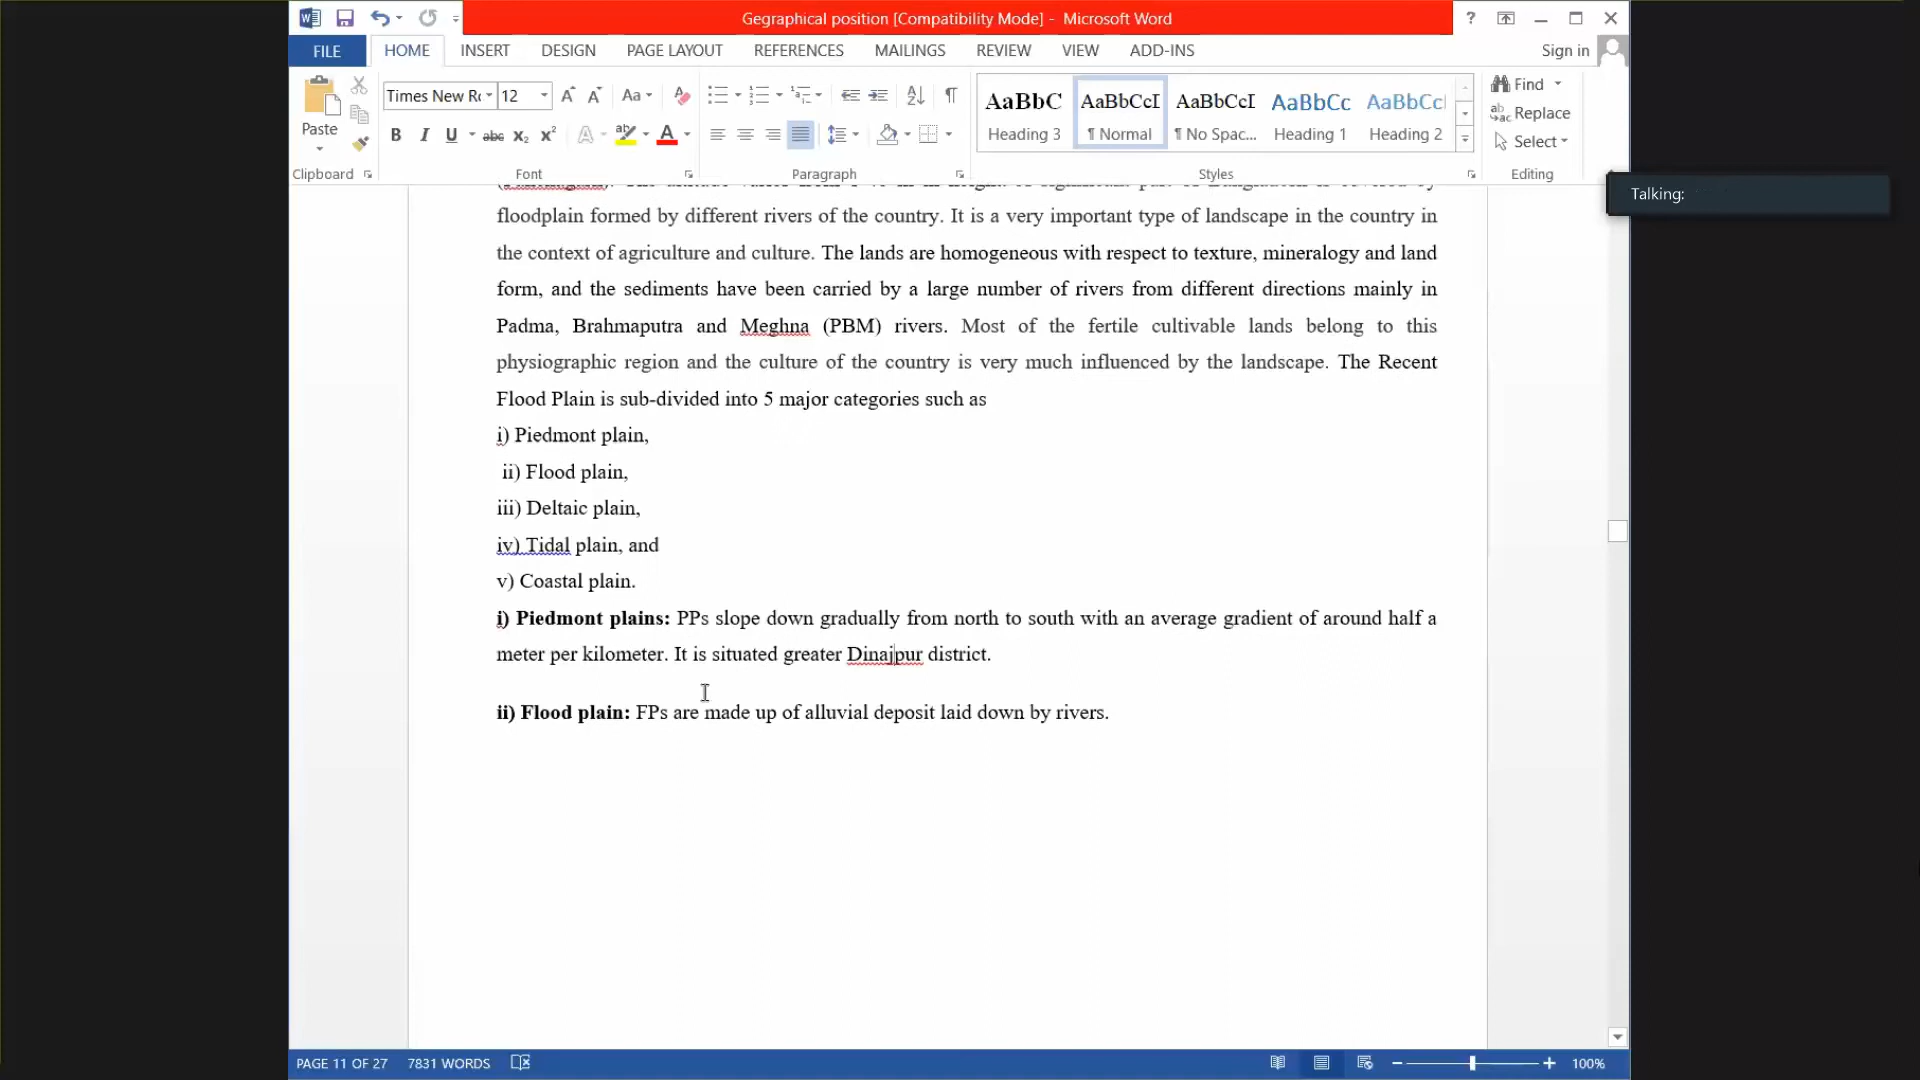 Gegraphical position [Compatibility Mode] - Microsoft Word
FILE HOME INSERT DESIGN PAGE LAYOUT REFERENCES MAILINGS REVIEW VIEW ADD-INS Sign in
Times New Ro 12 Aa
AaBbC AaBbCcI AaBbCcI AaBbCc AaBbCcI
Find
Paste
Replace
B I U abc x₂ x²
Heading 3 ¶ Normal ¶ No Spac... Heading 1 Heading 2
Select
Clipboard Font Paragraph Styles Editing
Talking:
floodplain formed by different rivers of the country. It is a very important type of landscape in the country in
the context of agriculture and culture. The lands are homogeneous with respect to texture, mineralogy and land
form, and the sediments have been carried by a large number of rivers from different directions mainly in
Padma, Brahmaputra and Meghna (PBM) rivers. Most of the fertile cultivable lands belong to this
physiographic region and the culture of the country is very much influenced by the landscape. The Recent
Flood Plain is sub-divided into 5 major categories such as
i) Piedmont plain,
ii) Flood plain,
iii) Deltaic plain,
iv) Tidal plain, and
v) Coastal plain.
i) Piedmont plains: PPs slope down gradually from north to south with an average gradient of around half a
meter per kilometer. It is situated greater Dinajpur district.
ii) Flood plain: FPs are made up of alluvial deposit laid down by rivers.
PAGE 11 OF 27 7831 WORDS 100%